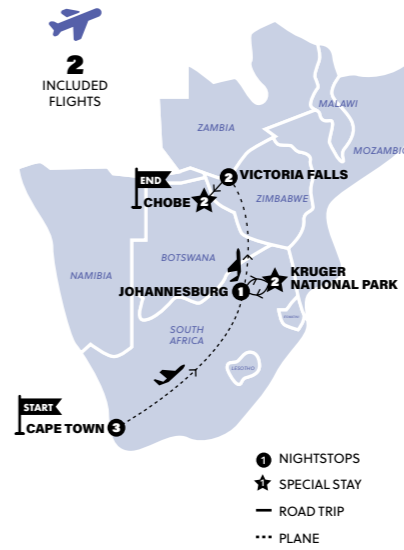 2
INCLUDED
FLIGHTS
MALAWI
ZAMBIA
MOZAMBIC
END
2
VICTORIA FALLS
CHOBE
2
ZIMBABWE
BOTSWANA
NAMIBIA
KRUGER
NATIONAL PARK
2
JOHANNESBURG
1
SOUTH
AFRICA
LESOTHO
START
CAPE TOWN
3
1
NIGHTSTOPS
1
SPECIAL STAY
ROAD TRIP
PLANE